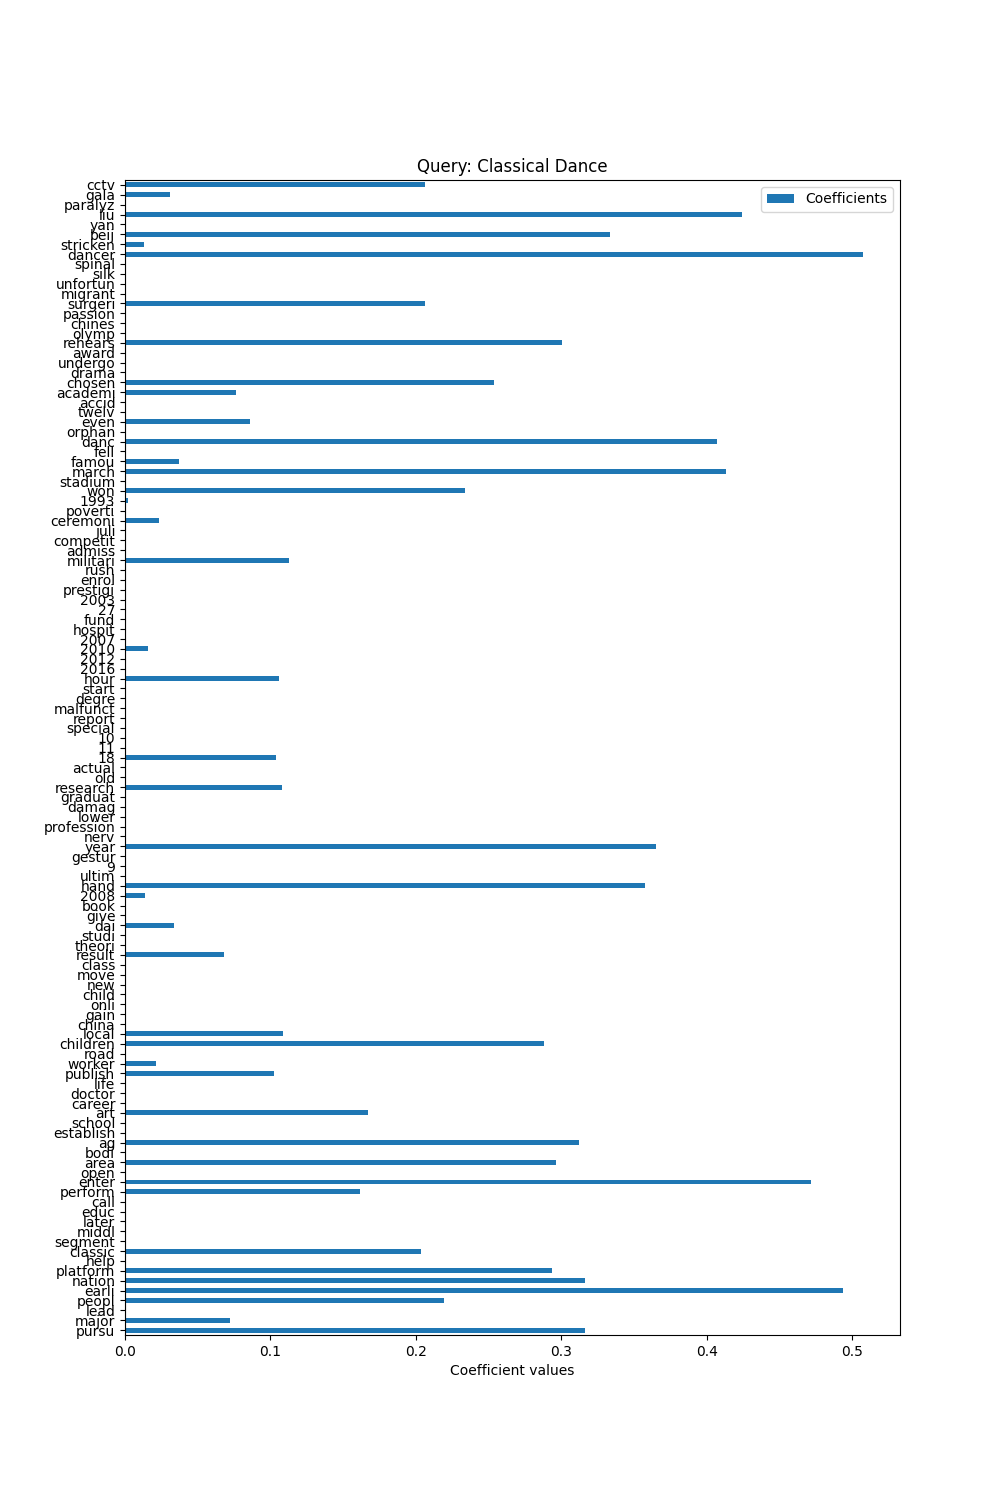 Query: Classical Dance
Coefficients
cctv
gala
paralyz
liu
yan
beij
stricken
dancer
spinal
silk
unfortun
migrant
surgeri
passion
chines
olymp
rehears
award
undergo
drama
chosen
academi
accid
twelv
even
orphan
danc
fell
famou
march
stadium
won
1993
poverti
ceremoni
juli
competit
admiss
militari
rush
enrol
prestigi
2003
27
fund
hospit
2007
2010
2012
2016
hour
start
degre
malfunct
report
special
10
11
18
actual
old
research
graduat
damag
lower
profession
nerv
year
gestur
9
ultim
hand
2008
book
give
dai
studi
theori
result
class
move
new
child
onli
gain
china
local
children
road
worker
publish
life
doctor
career
art
school
establish
ag
bodi
area
open
enter
perform
call
educ
later
middl
segment
classic
help
platform
nation
earli
peopl
lead
major
pursu
0.0 0.1 0.2 0.3 0.4 0.5
Coefficient values